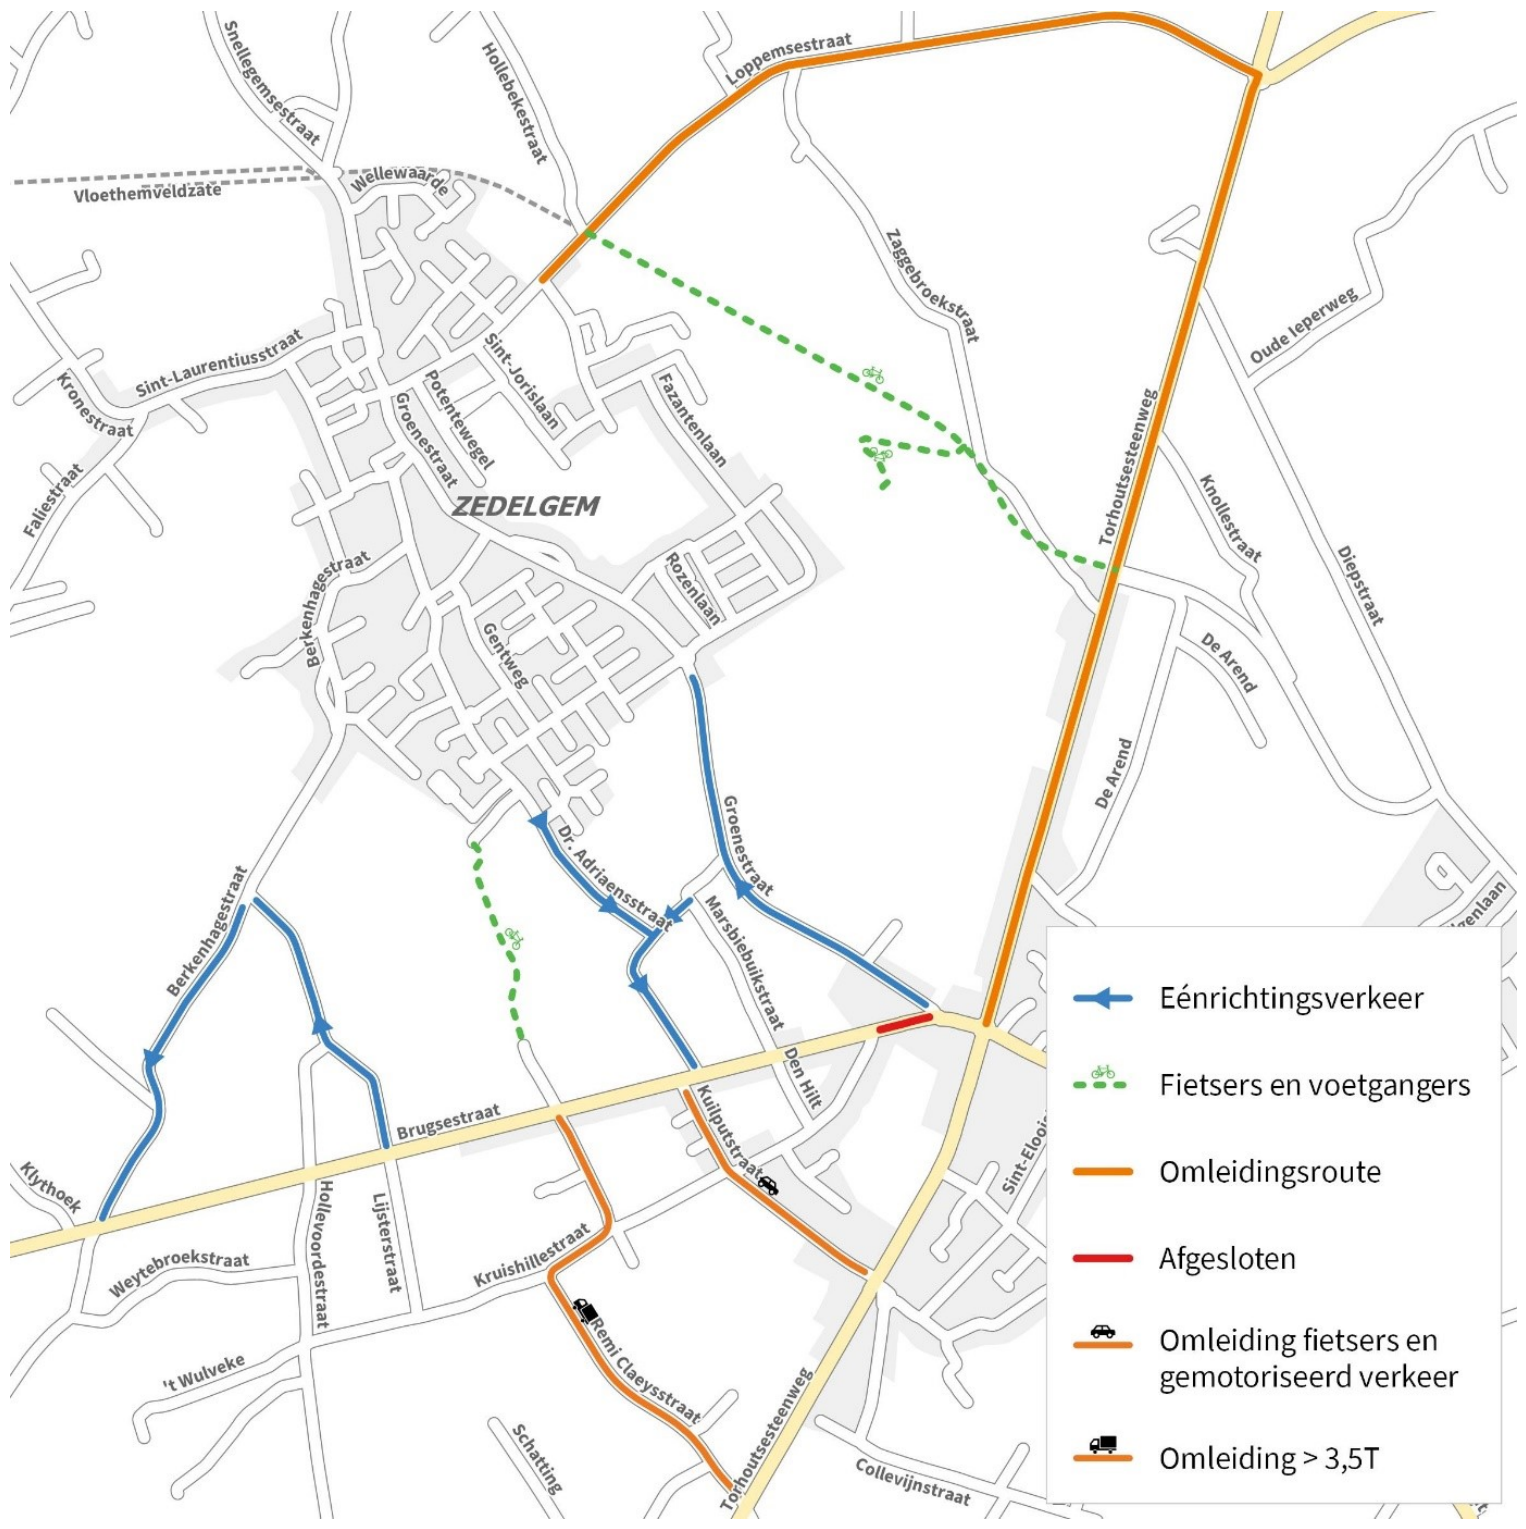 Snellegemsestraat
Hollebekestraat
Loppemsestraat
Vloethemveldzate
Wellewaarde
Zaggebroekstraat
Oude Ieperweg
Sint-Laurentiusstraat
Kronestraat
Sint-Jorislaan
Potentewegel
Groenestraat
Fazantenlaan
Torhoutsesteenweg
Faliestraat
ZEDELGEM
Knollestraat
Diepstraat
Berkenhagestraat
Rozenlaan
Gentweg
De Arend
De Arend
Groenestraat
Dr. Adriaensstraat
Berkenhagestraat
Marsbiebuikstraat
Den Hilt
Brugsestraat
Kuilputstraat
Klythoek
Hollevoordestraat
Lijsterstraat
Weytebroekstraat
Kruishillestraat
't Wulveke
Remi Claeysstraat
Schatting
Torhoutsesteenweg
Collevijnstraat
Eénrichtingsverkeer
Fietsers en voetgangers
Omleidingsroute
Afgesloten
Omleiding fietsers en
gemotoriseerd verkeer
Omleiding > 3,5T